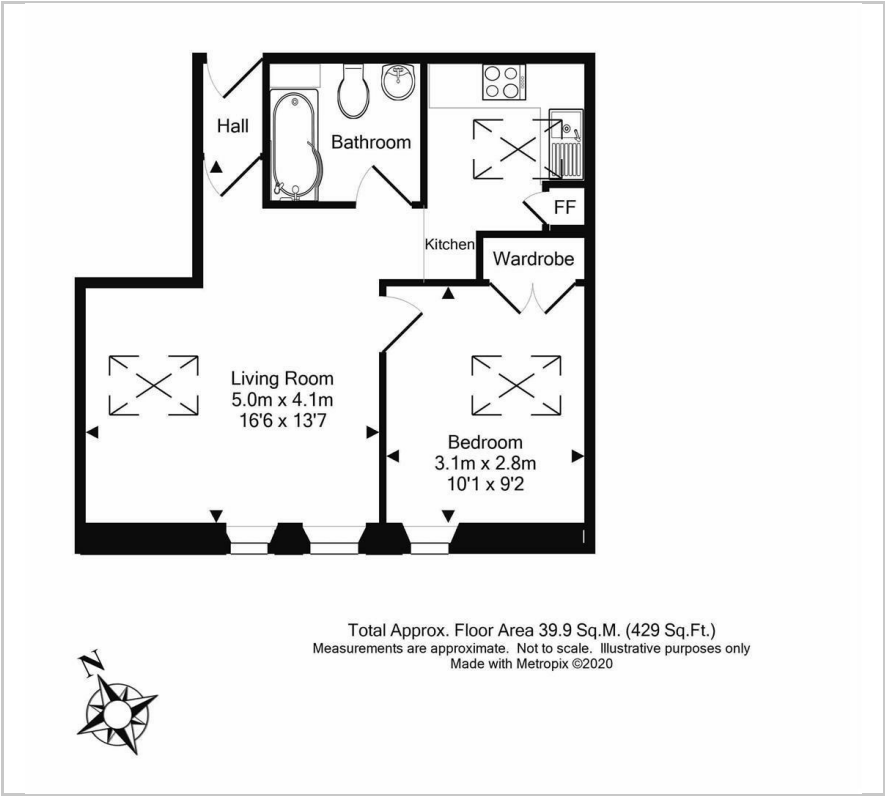 Hall
Bathroom
FF
Kitchen
Wardrobe
Living Room
5.0m x 4.1m
16'6 x 13'7
Bedroom
3.1m x 2.8m
10'1 x 9'2
Total Approx. Floor Area 39.9 Sq.M. (429 Sq.Ft.)
Measurements are approximate. Not to scale. Illustrative purposes only
Made with Metropix ©2020
N